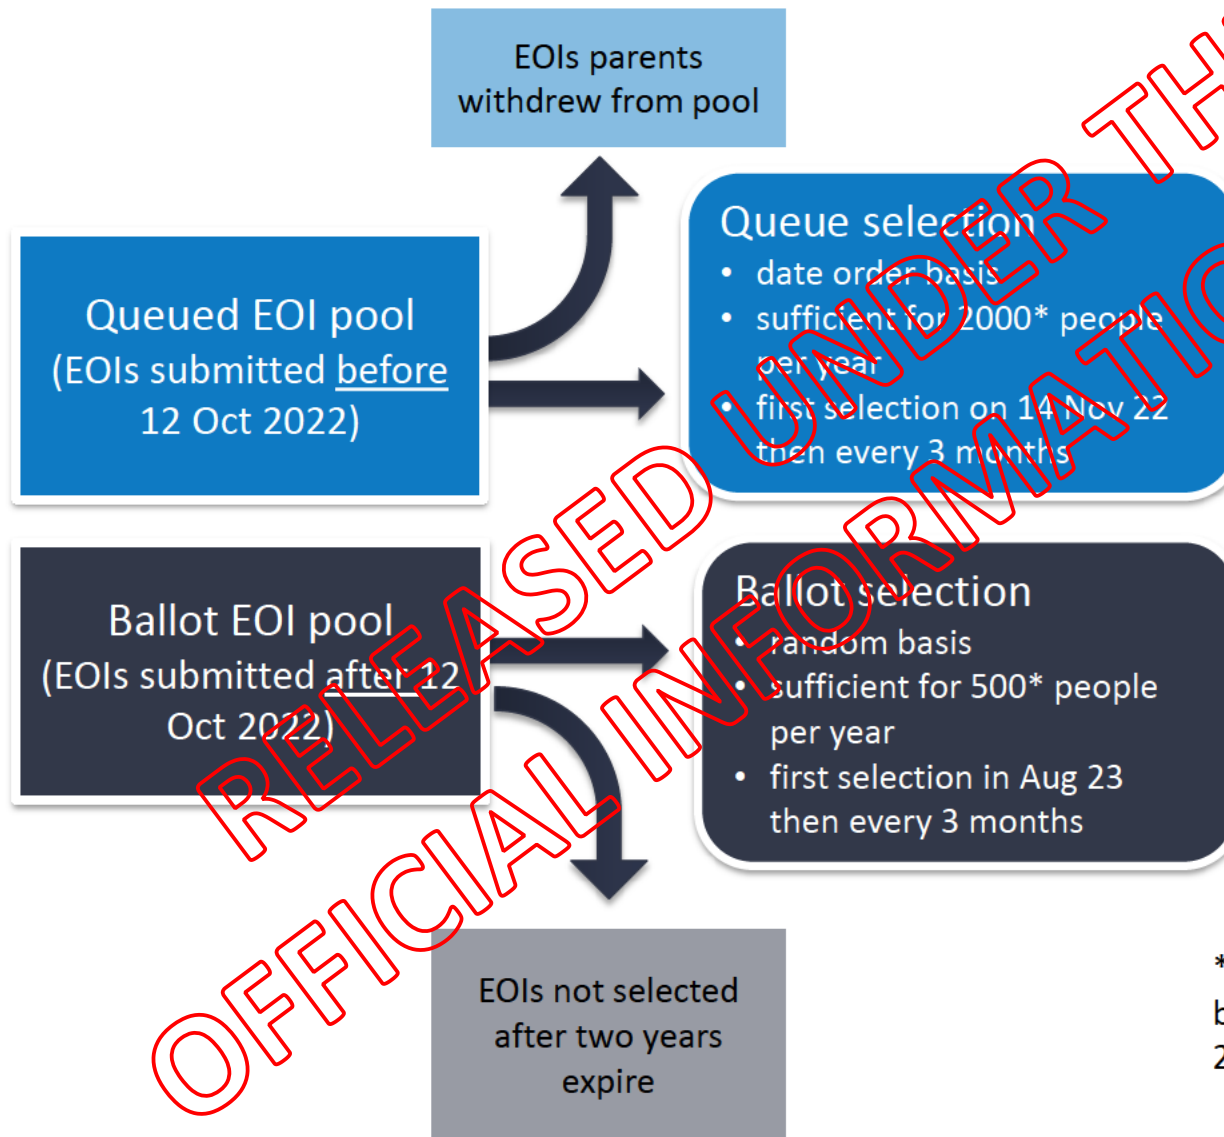 EOIs parents
withdrew from pool
Queued EOI pool
(EOIs submitted before
12 Oct 2022)
Queue selection
• date order basis
• sufficient for 2000* people
per year
• first selection on 14 Nov 22
then every 3 months
Ballot EOI pool
(EOIs submitted after 12
Oct 2022)
Ballot selection
• random basis
• sufficient for 500* people
per year
• first selection in Aug 23
then every 3 months
EOIs not selected
after two years
expire
*
b
2
RELEASED UNDER TH
OFFICIAL INFORMATIO